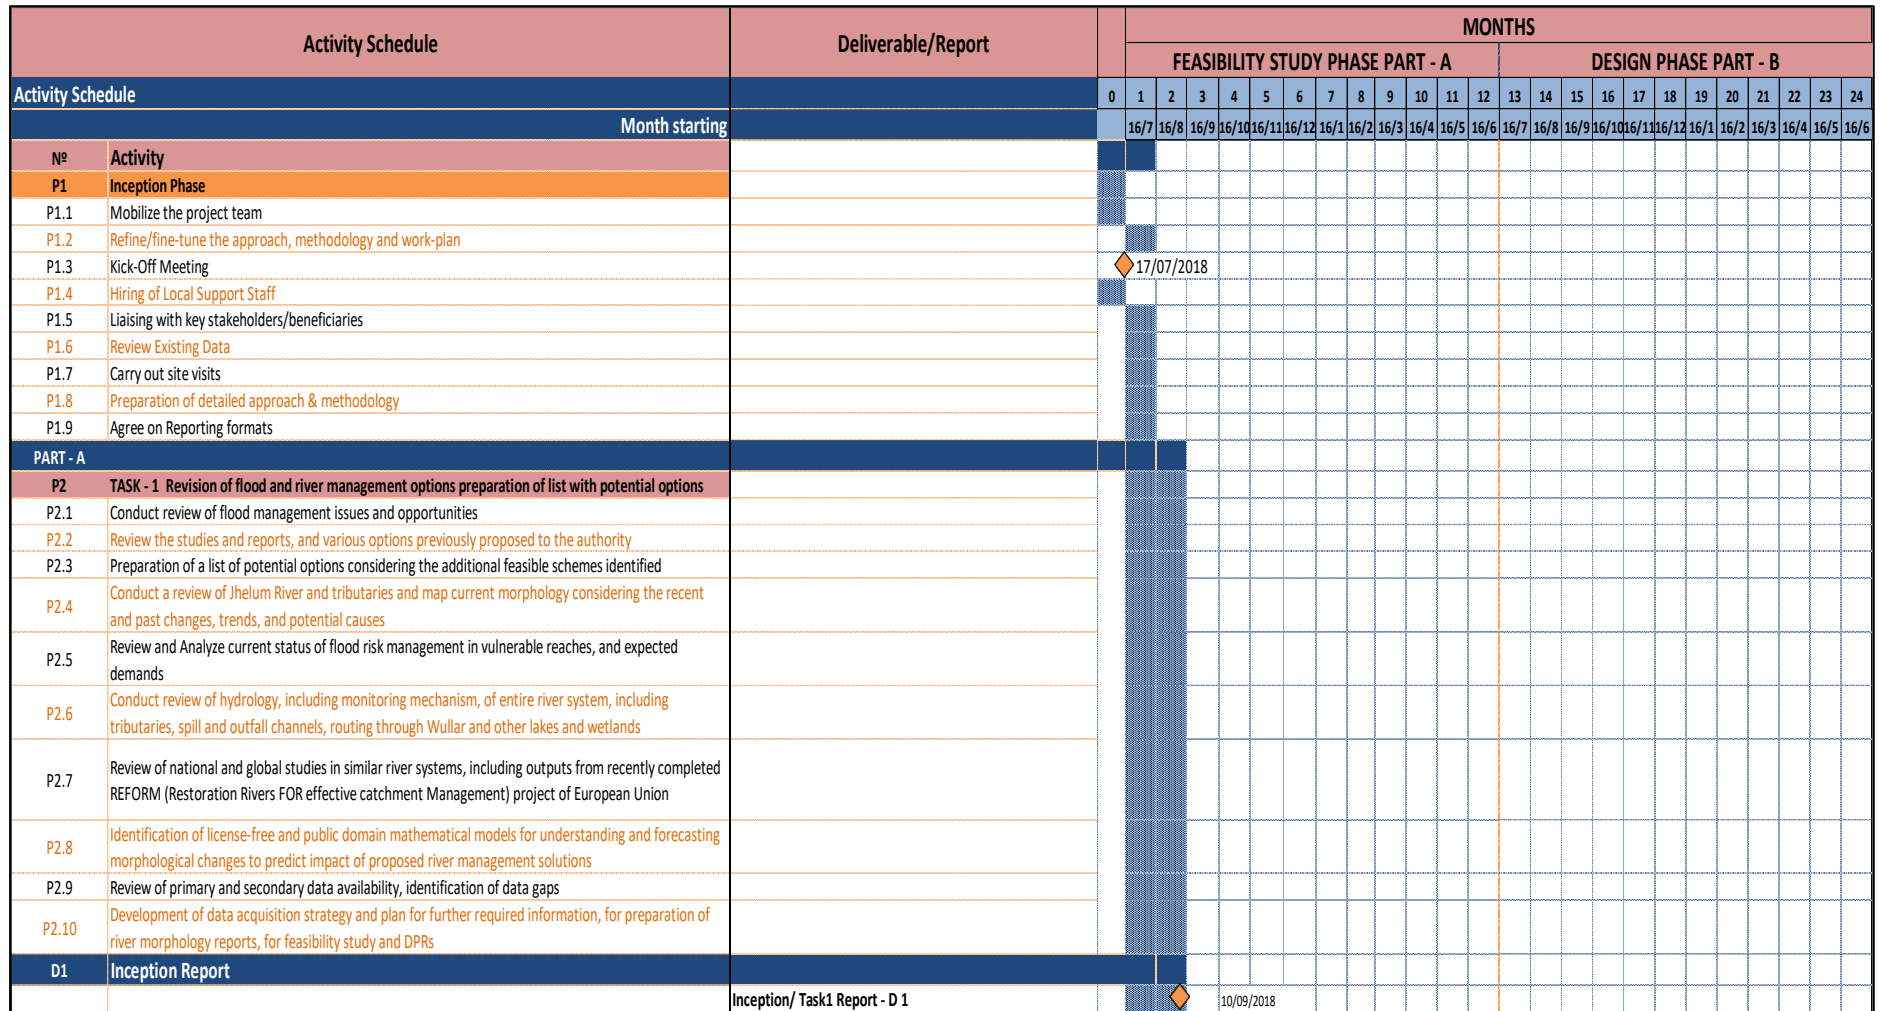 Activity Schedule
Deliverable/Report
MONTHS
FEASIBILITY STUDY PHASE PART - A
DESIGN PHASE PART - B
Activity Schedule
0 1 2 3 4 5 6 7 8 9 10 11 12 13 14 15 16 17 18 19 20 21 22 23 24
Month starting
16/7 16/8 16/9 16/10 16/11 16/12 16/1 16/2 16/3 16/4 16/5 16/6 16/7 16/8 16/9 16/10 16/11 16/12 16/1 16/2 16/3 16/4 16/5 16/6
Nº Activity
P1 Inception Phase
P1.1 Mobilize the project team
P1.2 Refine/fine-tune the approach, methodology and work-plan
P1.3 Kick-Off Meeting 17/07/2018
P1.4 Hiring of Local Support Staff
P1.5 Liaising with key stakeholders/beneficiaries
P1.6 Review Existing Data
P1.7 Carry out site visits
P1.8 Preparation of detailed approach & methodology
P1.9 Agree on Reporting formats
PART - A
P2 TASK - 1 Revision of flood and river management options preparation of list with potential options
P2.1 Conduct review of flood management issues and opportunities
P2.2 Review the studies and reports, and various options previously proposed to the authority
P2.3 Preparation of a list of potential options considering the additional feasible schemes identified
P2.4 Conduct a review of Jhelum River and tributaries and map current morphology considering the recent
and past changes, trends, and potential causes
P2.5 Review and Analyze current status of flood risk management in vulnerable reaches, and expected
demands
P2.6 Conduct review of hydrology, including monitoring mechanism, of entire river system, including
tributaries, spill and outfall channels, routing through Wullar and other lakes and wetlands
P2.7 Review of national and global studies in similar river systems, including outputs from recently completed
REFORM (Restoration Rivers FOR effective catchment Management) project of European Union
P2.8 Identification of license-free and public domain mathematical models for understanding and forecasting
morphological changes to predict impact of proposed river management solutions
P2.9 Review of primary and secondary data availability, identification of data gaps
P2.10 Development of data acquisition strategy and plan for further required information, for preparation of
river morphology reports, for feasibility study and DPRs
D1 Inception Report
Inception/ Task1 Report - D 1 10/09/2018